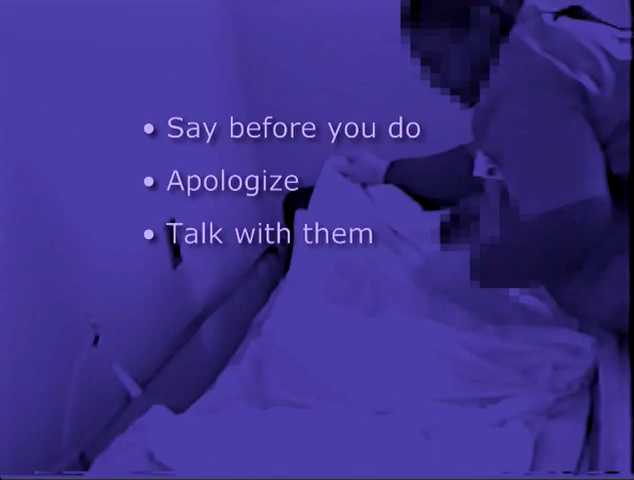 • Say before you do
• Apologize
• Talk with them